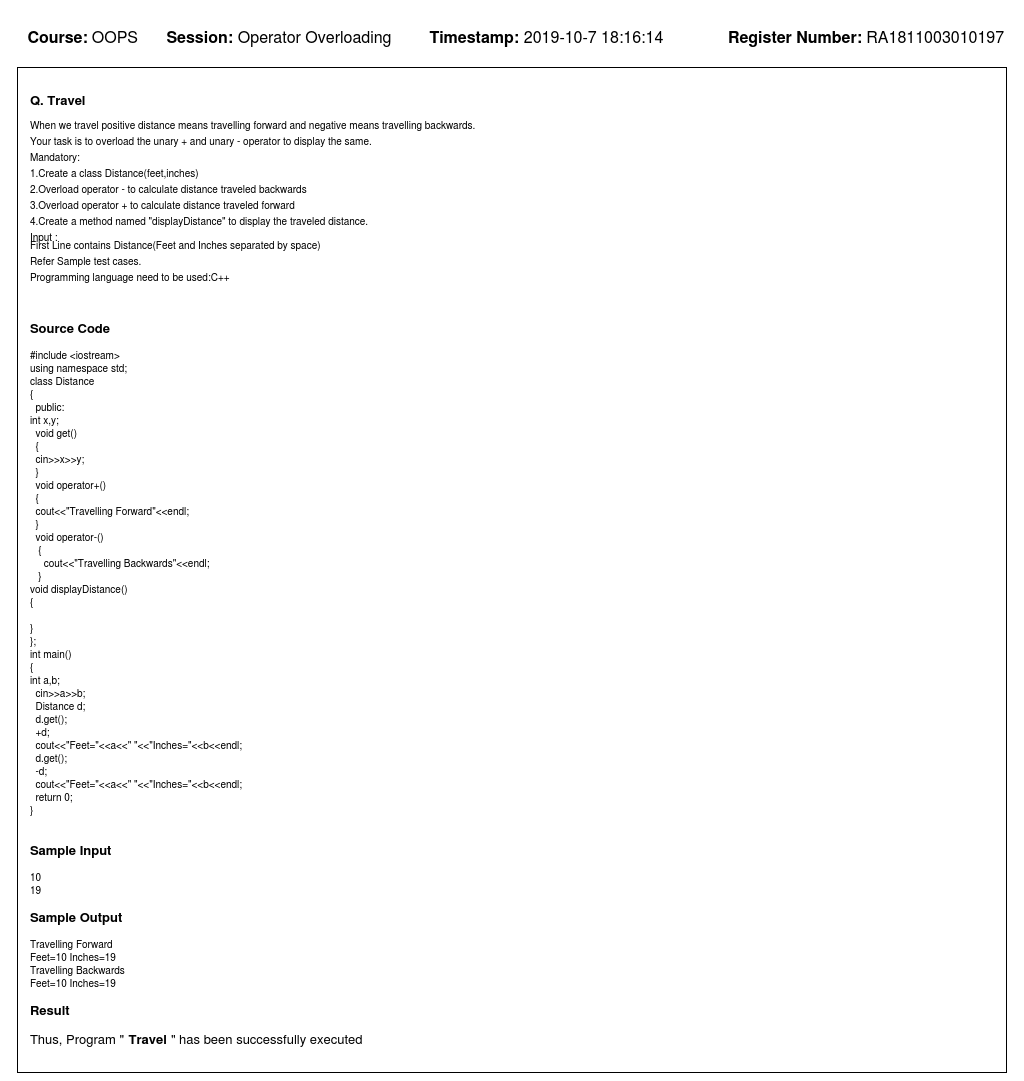 Course: OOPS Session: Operator Overloading Timestamp: 2019-10-7 18:16:14 Register Number: RA1811003010197
Q. Travel
When we travel positive distance means travelling forward and negative means travelling backwards.
Your task is to overload the unary + and unary - operator to display the same.
Mandatory:
1.Create a class Distance(feet,inches)
2.Overload operator - to calculate distance traveled backwards
3.Overload operator + to calculate distance traveled forward
4.Create a method named "displayDistance" to display the traveled distance.
Input :
First Line contains Distance(Feet and Inches separated by space)
Refer Sample test cases.
Programming language need to be used:C++
Source Code
#include <iostream>
using namespace std;
class Distance
{
public:
int x,y;
void get()
{
cin>>x>>y;
}
void operator+()
{
cout<<"Travelling Forward"<<endl;
}
void operator-()
{
cout<<"Travelling Backwards"<<endl;
}
void displayDistance()
{
}
};
int main()
{
int a,b;
cin>>a>>b;
Distance d;
d.get();
+d;
cout<<"Feet="<<a<<" "<<"Inches="<<b<<endl;
d.get();
-d;
cout<<"Feet="<<a<<" "<<"Inches="<<b<<endl;
return 0;
}
Sample Input
10
19
Sample Output
Travelling Forward
Feet=10 Inches=19
Travelling Backwards
Feet=10 Inches=19
Result
Thus, Program " Travel " has been successfully executed